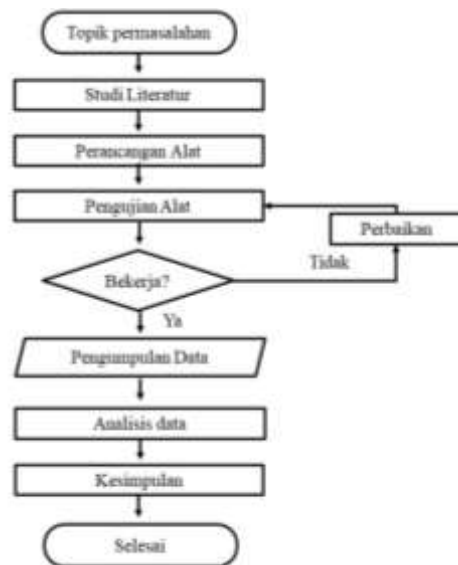 Topik permasalahan
Studi Literatur
Perancangan Alat
Pengujian Alat
Perbaikan
Bekerja?
Tidak
Ya
Pengumpulan Data
Analisis data
Kesimpulan
Selesai